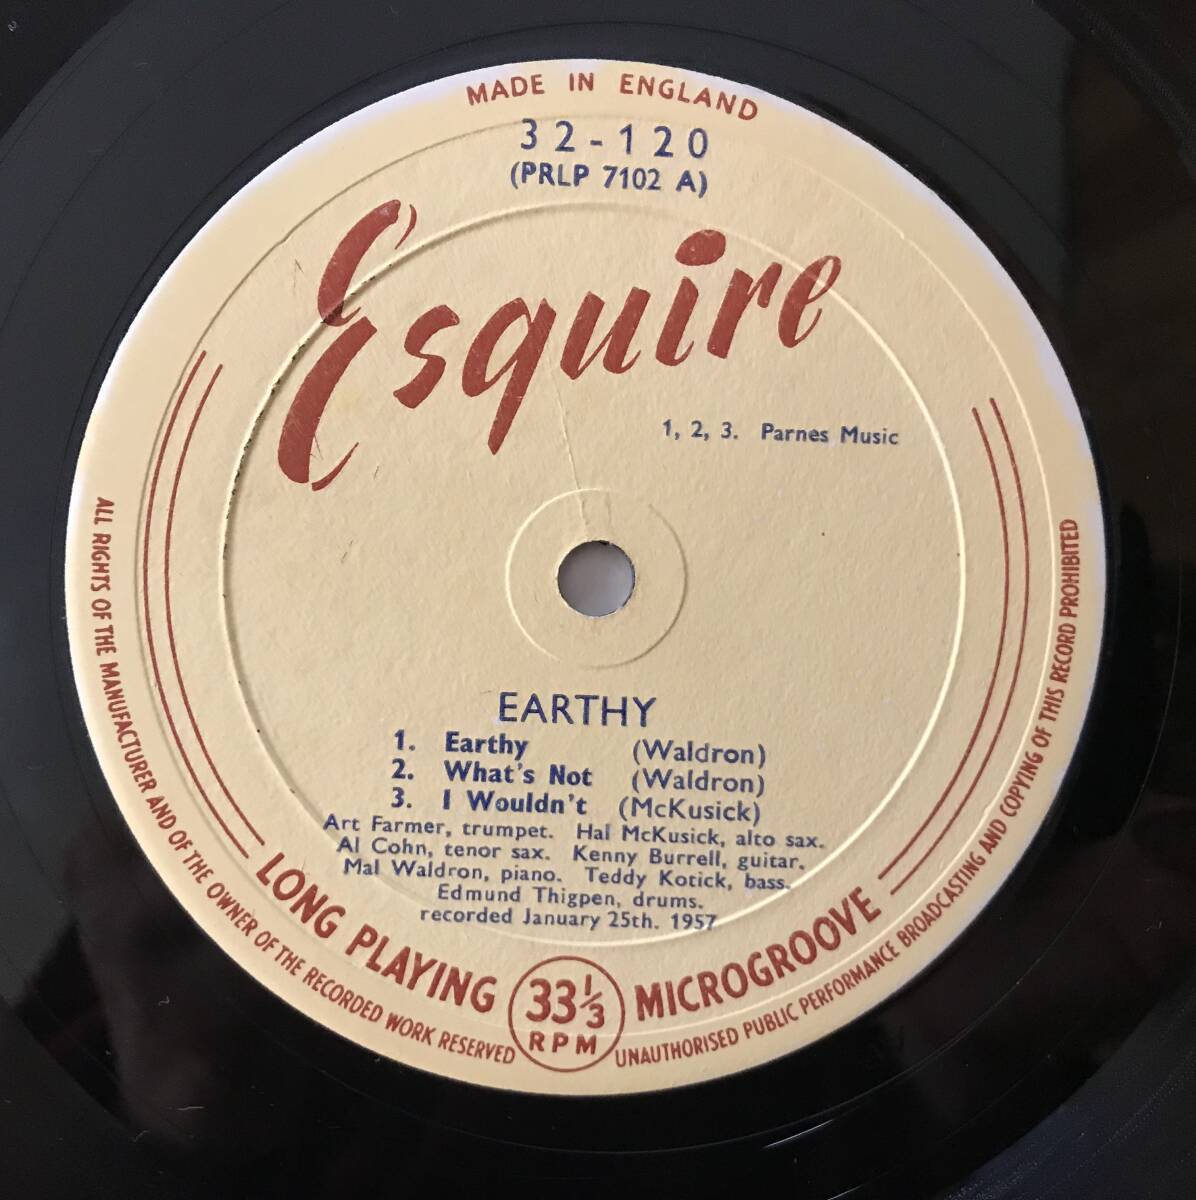 MADE IN ENGLAND
32-120
(PRLP 7102 A)
Esquire
1, 2, 3. Parnes Music
EARTHY
1. Earthy (Waldron)
2. What's Not (Waldron)
3. I Wouldn't (McKusick)
Art Farmer, trumpet. Hal McKusick, alto sax.
Al Cohn, tenor sax. Kenny Burrell, guitar.
Mal Waldron, piano. Teddy Kotick, bass.
Edmund Thigpen, drums.
recorded January 25th. 1957
LONG PLAYING 33⅓ RPM MICROGROOVE
ALL RIGHTS OF THE MANUFACTURER AND OF THE OWNER OF THE RECORDED WORK RESERVED
UNAUTHORISED PUBLIC PERFORMANCE BROADCASTING AND COPYING OF THIS RECORD PROHIBITED